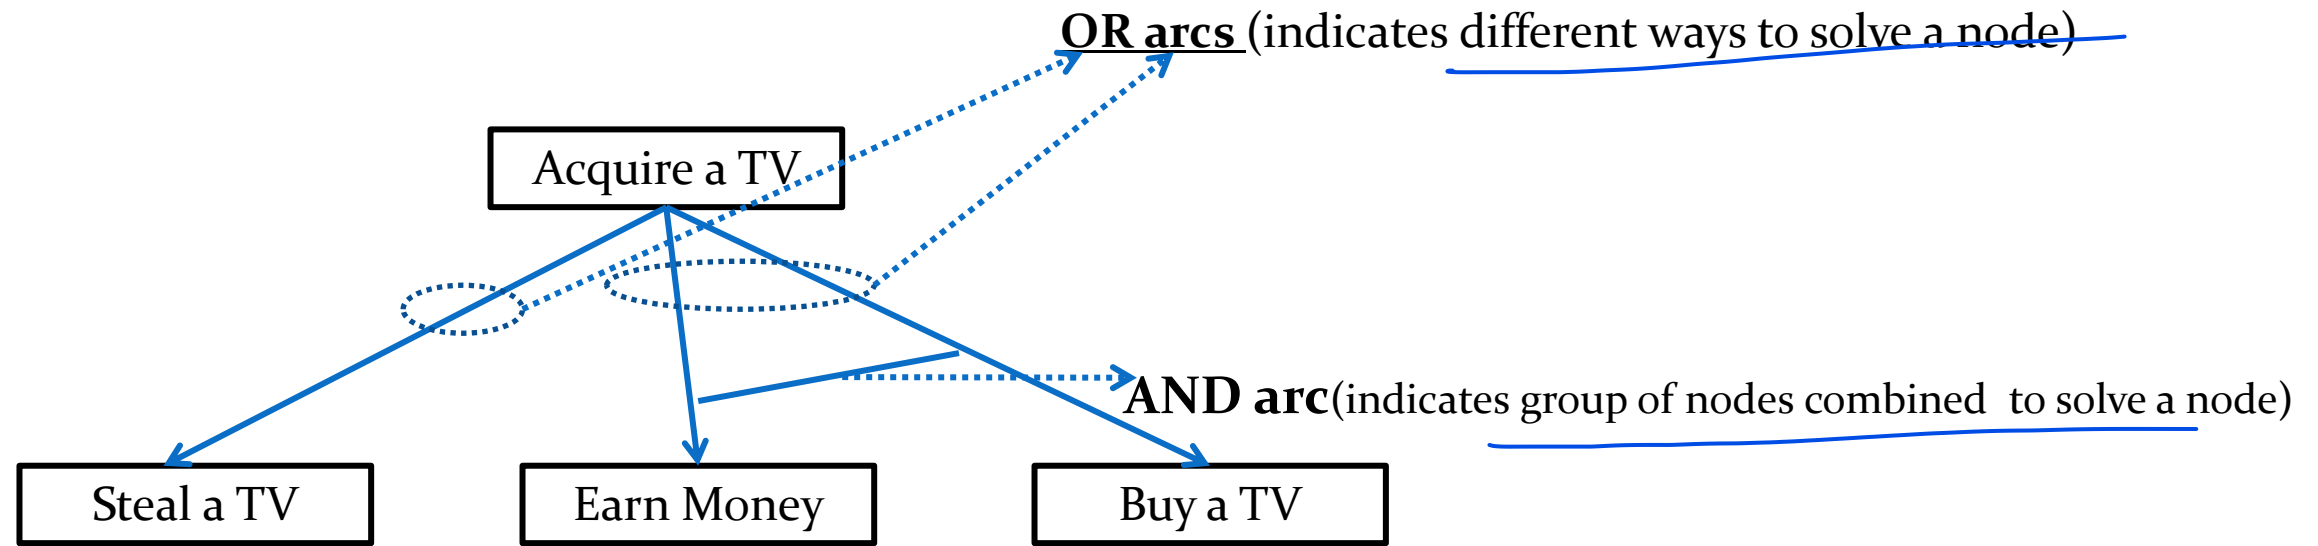 OR arcs (indicates different ways to solve a node)
Acquire a TV
AND arc(indicates group of nodes combined to solve a node)
Steal a TV
Earn Money
Buy a TV